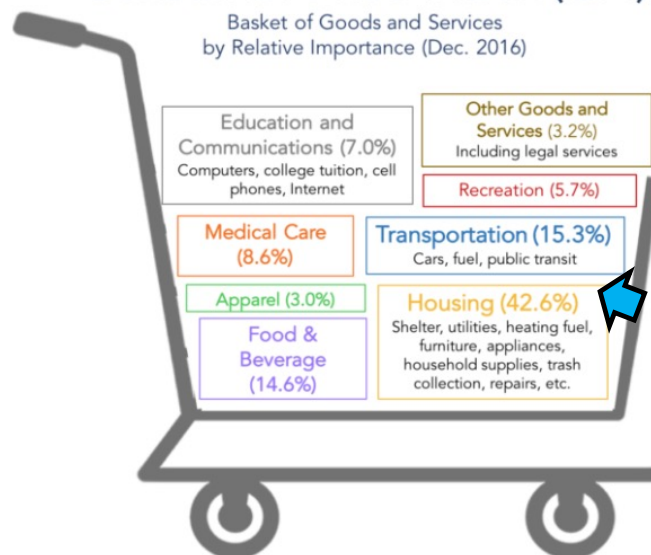 Basket of Goods and Services
by Relative Importance (Dec. 2016)
Education and
Communications (7.0%)
Computers, college tuition, cell
phones, Internet
Other Goods and
Services (3.2%)
Including legal services
Recreation (5.7%)
Medical Care
(8.6%)
Transportation (15.3%)
Cars, fuel, public transit
Apparel (3.0%)
Housing (42.6%)
Shelter, utilities, heating fuel,
furniture, appliances,
household supplies, trash
collection, repairs, etc.
Food &
Beverage
(14.6%)